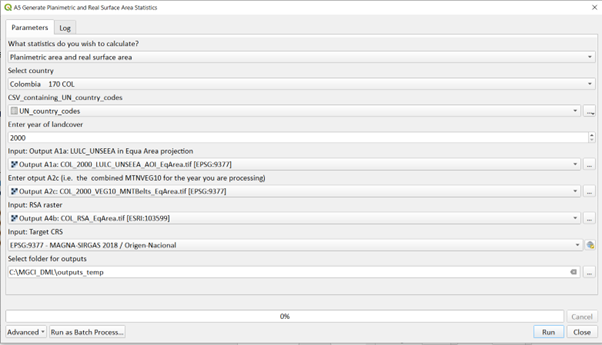 A5 Generate Planimetric and Real Surface Area Statistics
Parameters Log
What statistics do you wish to calculate?
Planimetric area and real surface area
Select country
Colombia 170 COL
CSV_containing_UN_country_codes
UN_country_codes
...
Enter year of landcover
2000
Input: Output A1a: LULC_UNSEEA in Equa Area projection
Output A1a: COL_2000_LULC_UNSEEA_AOI_EqArea.tif [EPSG:9377]
...
Enter otput A2c (i.e. the combined MTNVEG10 for the year you are processing)
Output A2c: COL_2000_VEG10_MNTBelts_EqArea.tif [EPSG:9377]
...
Input: RSA raster
Output A4b: COL_RSA_EqArea.tif [ESRI:103599]
...
Input: Target CRS
EPSG:9377 - MAGNA-SIRGAS 2018 / Origen-Nacional
Select folder for outputs
C:\MGCI_DML\outputs_temp
...
0%
Cancel
Advanced Run as Batch Process... Run Close